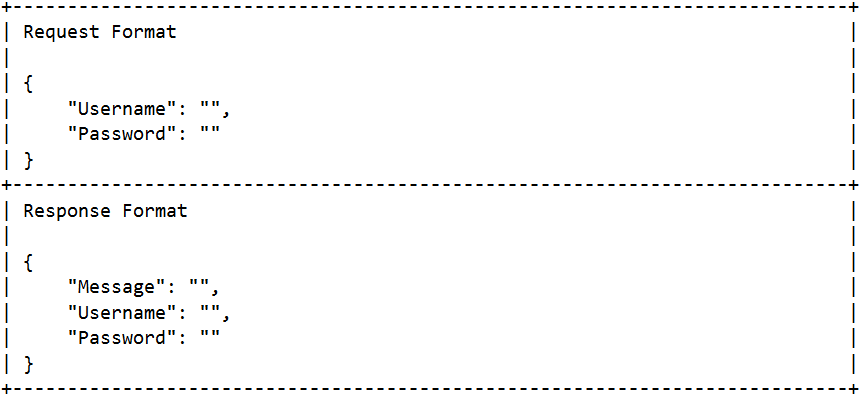 +----------------------------------------------------------------------------+
| Request Format                                                             |
|                                                                            |
| {                                                                          |
|     "Username": "",                                                        |
|     "Password": ""                                                         |
| }                                                                          |
+----------------------------------------------------------------------------+
| Response Format                                                            |
|                                                                            |
| {                                                                          |
|     "Message": "",                                                         |
|     "Username": "",                                                        |
|     "Password": ""                                                         |
| }                                                                          |
+----------------------------------------------------------------------------+